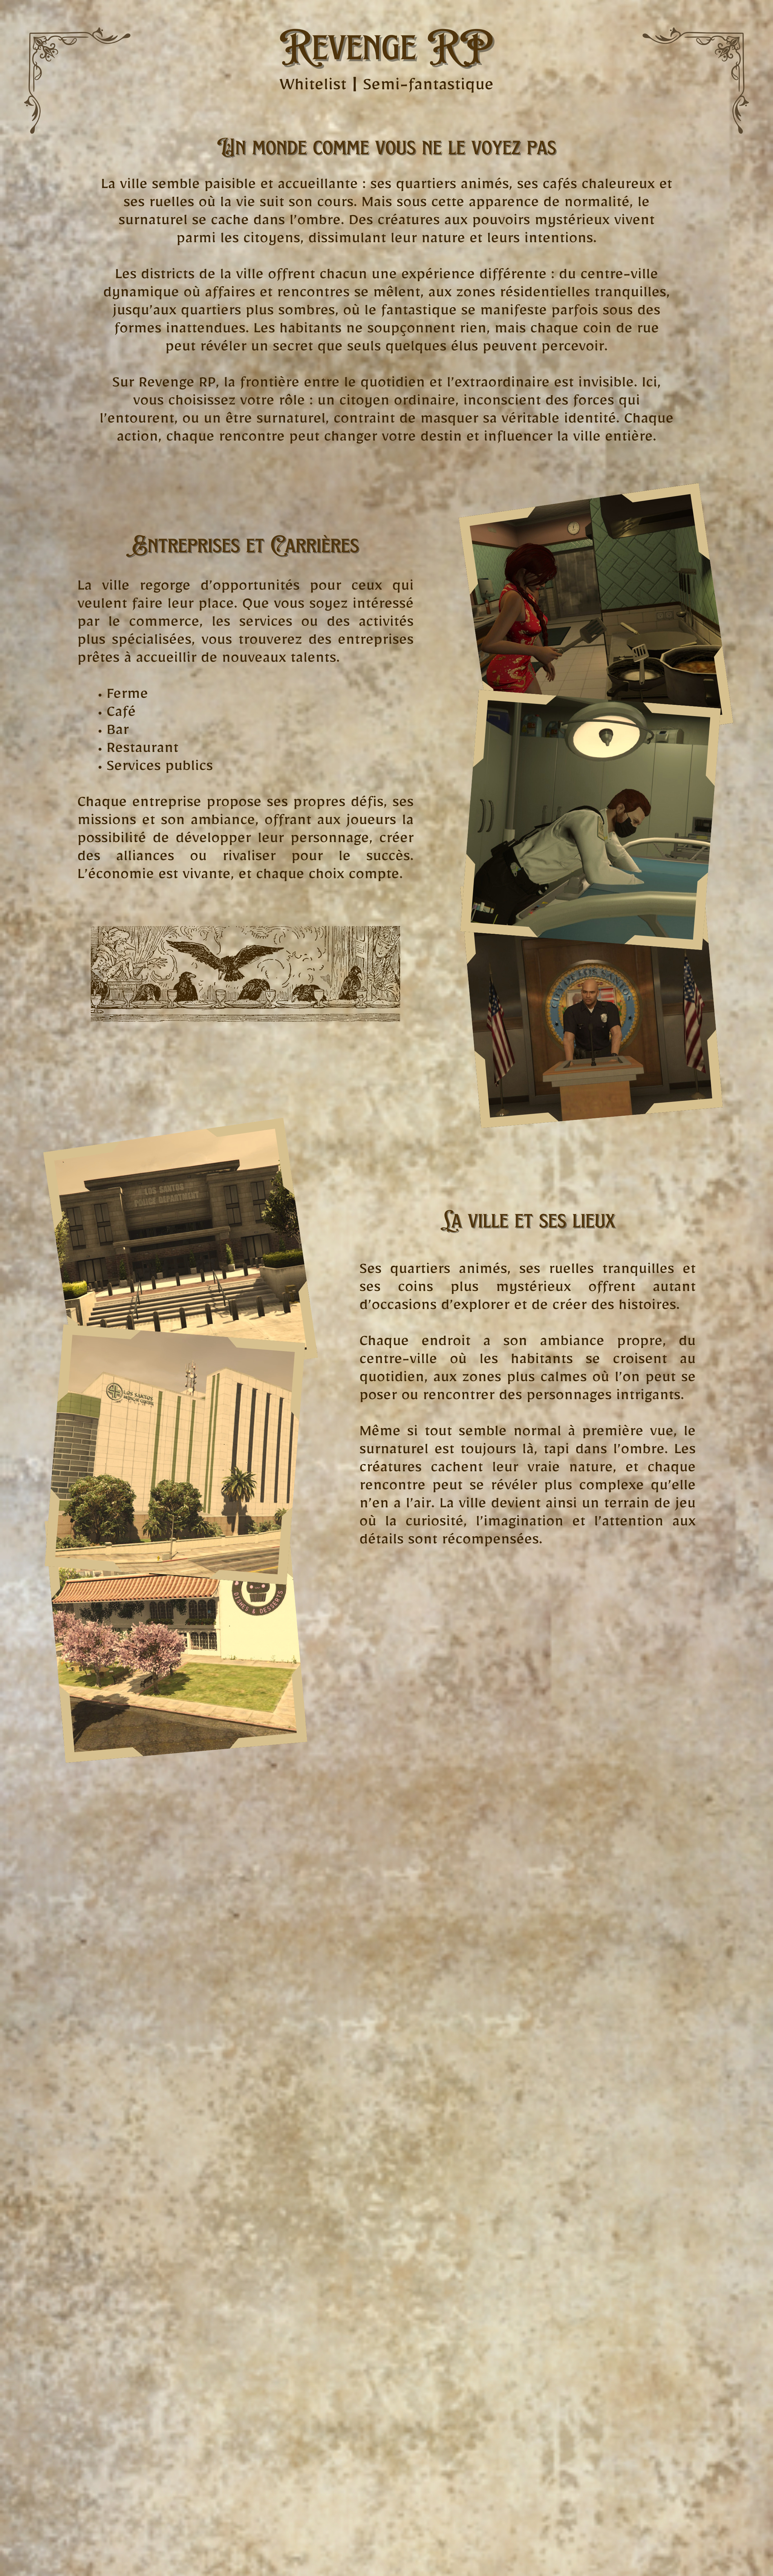 Revenge RP
Whitelist | Semi-fantastique
Un monde comme vous ne le voyez pas
La ville semble paisible et accueillante : ses quartiers animés, ses cafés chaleureux et
ses ruelles où la vie suit son cours. Mais sous cette apparence de normalité, le
surnaturel se cache dans l'ombre. Des créatures aux pouvoirs mystérieux vivent
parmi les citoyens, dissimulant leur nature et leurs intentions.
Les districts de la ville offrent chacun une expérience différente : du centre-ville
dynamique où affaires et rencontres se mêlent, aux zones résidentielles tranquilles,
jusqu'aux quartiers plus sombres, où le fantastique se manifeste parfois sous des
formes inattendues. Les habitants ne soupçonnent rien, mais chaque coin de rue
peut révéler un secret que seuls quelques élus peuvent percevoir.
Sur Revenge RP, la frontière entre le quotidien et l'extraordinaire est invisible. Ici,
vous choisissez votre rôle : un citoyen ordinaire, inconscient des forces qui
l'entourent, ou un être surnaturel, contraint de masquer sa véritable identité. Chaque
action, chaque rencontre peut changer votre destin et influencer la ville entière.
Entreprises et Carrières
La ville regorge d'opportunités pour ceux qui
veulent faire leur place. Que vous soyez intéressé
par le commerce, les services ou des activités
plus spécialisées, vous trouverez des entreprises
prêtes à accueillir de nouveaux talents.
• Ferme
• Café
• Bar
• Restaurant
• Services publics
Chaque entreprise propose ses propres défis, ses
missions et son ambiance, offrant aux joueurs la
possibilité de développer leur personnage, créer
des alliances ou rivaliser pour le succès.
L'économie est vivante, et chaque choix compte.
CITY OF LOS SANTOS
LOS SANTOS
POLICE DEPARTMENT
La ville et ses lieux
Ses quartiers animés, ses ruelles tranquilles et
ses coins plus mystérieux offrent autant
d'occasions d'explorer et de créer des histoires.
Chaque endroit a son ambiance propre, du
centre-ville où les habitants se croisent au
quotidien, aux zones plus calmes où l'on peut se
poser ou rencontrer des personnages intrigants.
Même si tout semble normal à première vue, le
surnaturel est toujours là, tapi dans l'ombre. Les
créatures cachent leur vraie nature, et chaque
rencontre peut se révéler plus complexe qu'elle
n'en a l'air. La ville devient ainsi un terrain de jeu
où la curiosité, l'imagination et l'attention aux
détails sont récompensées.
LOS SANTOS
& DESSERTS